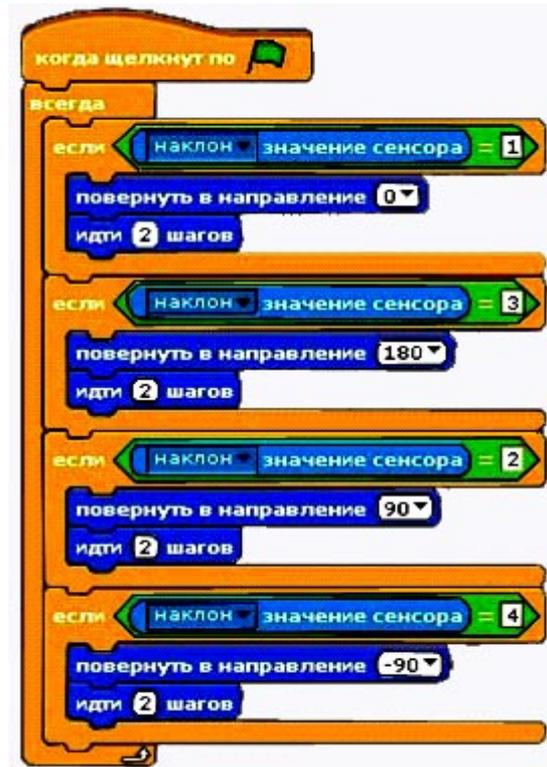 когда щелкнут по
всегда
если наклон значение сенсора = 1
повернуть в направление 0
идти 2 шагов
если наклон значение сенсора = 3
повернуть в направление 180
идти 2 шагов
если наклон значение сенсора = 2
повернуть в направление 90
идти 2 шагов
если наклон значение сенсора = 4
повернуть в направление -90
идти 2 шагов